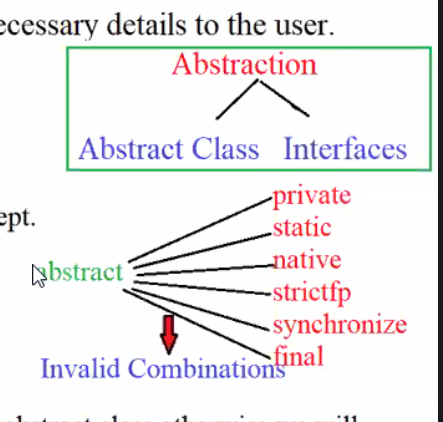 ecessary details to the user.
Abstraction
Abstract Class Interfaces
ept.
private
static
native
abstract
strictfp
synchronize
final
Invalid Combinations